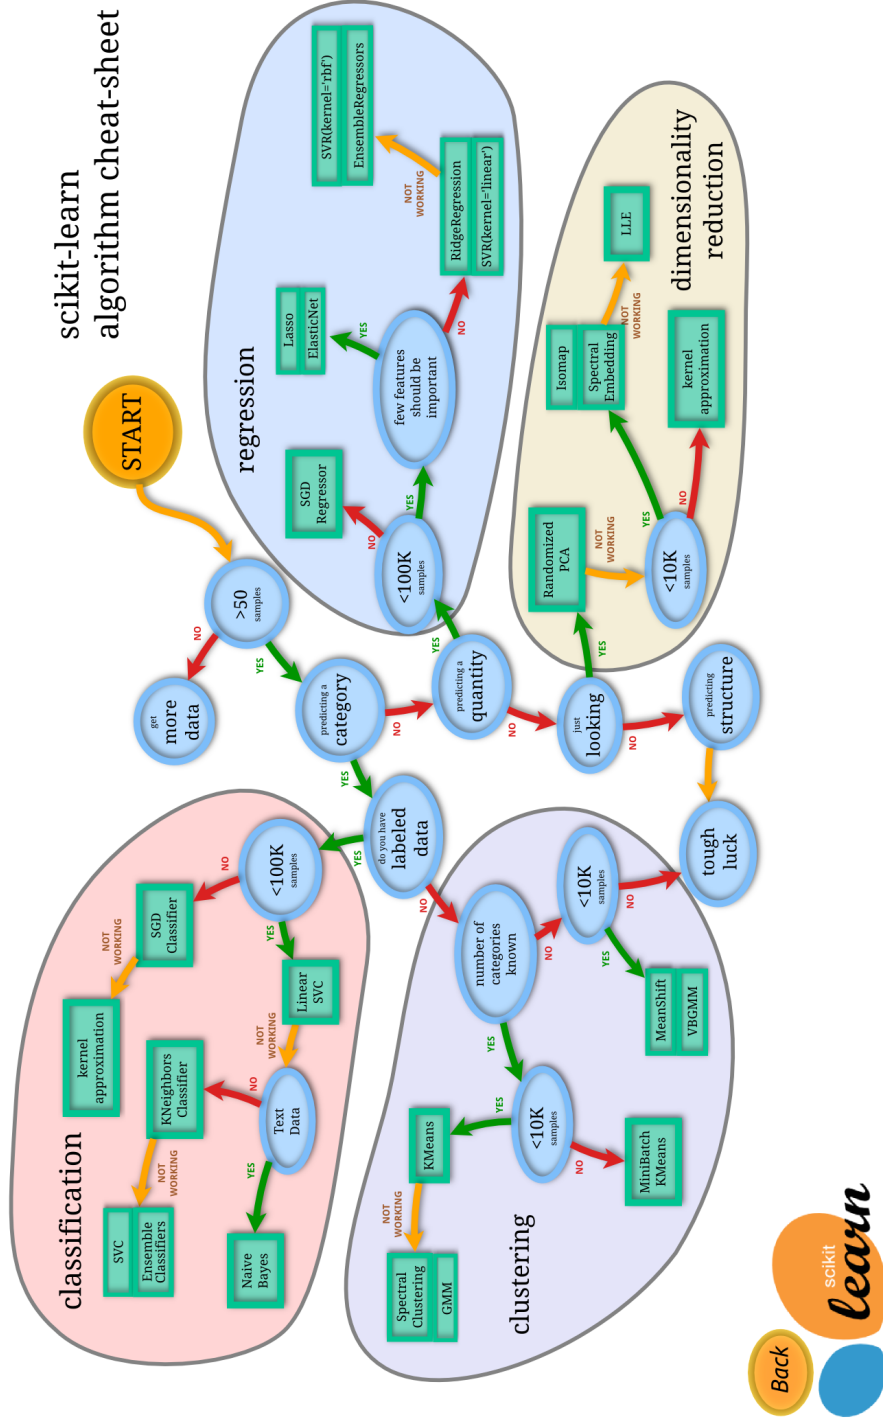 scikit-learn
algorithm cheat-sheet
START
>50
samples
NO
YES
get
more
data
predicting a
category
YES
NO
do you have
labeled
data
YES
NO
predicting a
quantity
YES
NO
just
looking
YES
NO
predicting
structure
tough
luck
classification
<100K
samples
NO
YES
SGD
Classifier
NOT
WORKING
kernel
approximation
Linear
SVC
NOT
WORKING
Text
Data
NO
YES
KNeighbors
Classifier
NOT
WORKING
SVC
Ensemble
Classifiers
Naive
Bayes
clustering
number of
categories
known
YES
NO
<10K
samples
YES
NO
KMeans
NOT
WORKING
Spectral
Clustering
GMM
MiniBatch
KMeans
<10K
samples
YES
NO
MeanShift
VBGMM
regression
<100K
samples
NO
YES
SGD
Regressor
few features
should be
important
YES
NO
Lasso
ElasticNet
RidgeRegression
SVR(kernel='linear')
NOT
WORKING
SVR(kernel='rbf')
EnsembleRegressors
dimensionality
reduction
Randomized
PCA
NOT
WORKING
<10K
samples
YES
NO
Isomap
Spectral
Embedding
NOT
WORKING
LLE
kernel
approximation
Back
scikit
learn